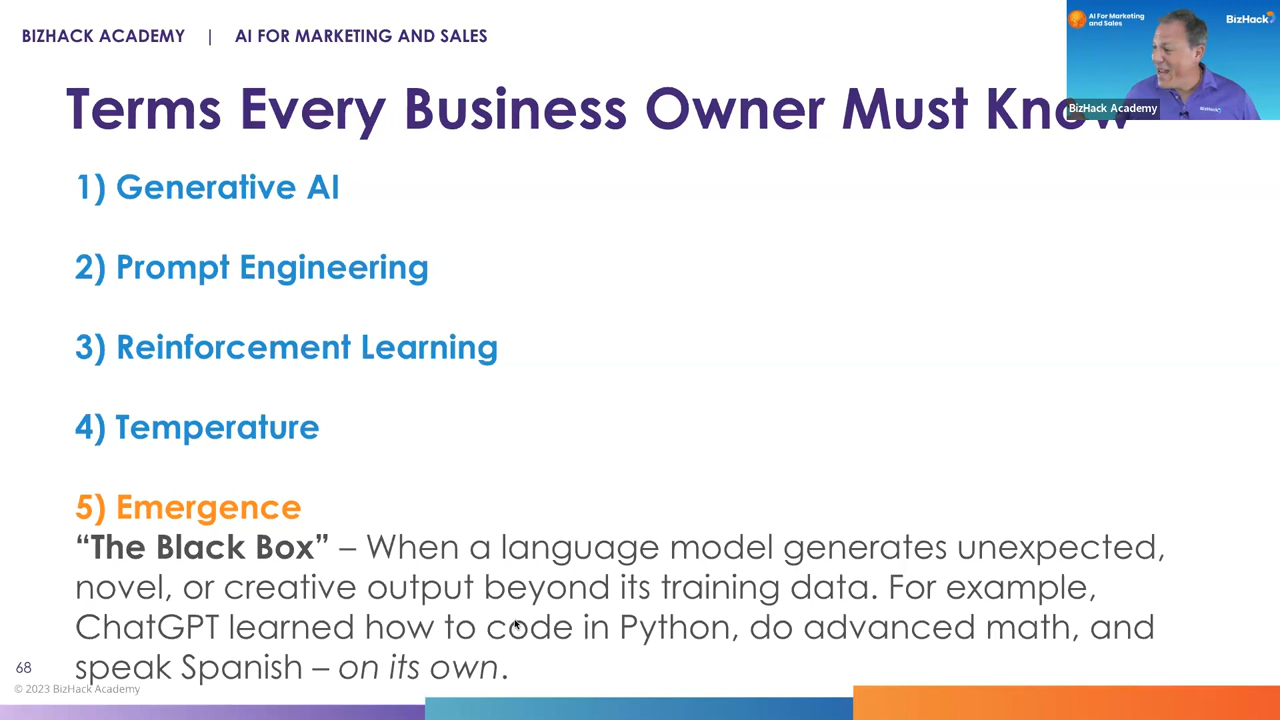 BIZHACK ACADEMY | AI FOR MARKETING AND SALES
AI For Marketing
and Sales
BizHack
BizHack
BizHack Academy
Terms Every Business Owner Must Know
1) Generative AI
2) Prompt Engineering
3) Reinforcement Learning
4) Temperature
5) Emergence
“The Black Box” – When a language model generates unexpected,
novel, or creative output beyond its training data. For example,
ChatGPT learned how to code in Python, do advanced math, and
speak Spanish – on its own.
68
© 2023 BizHack Academy